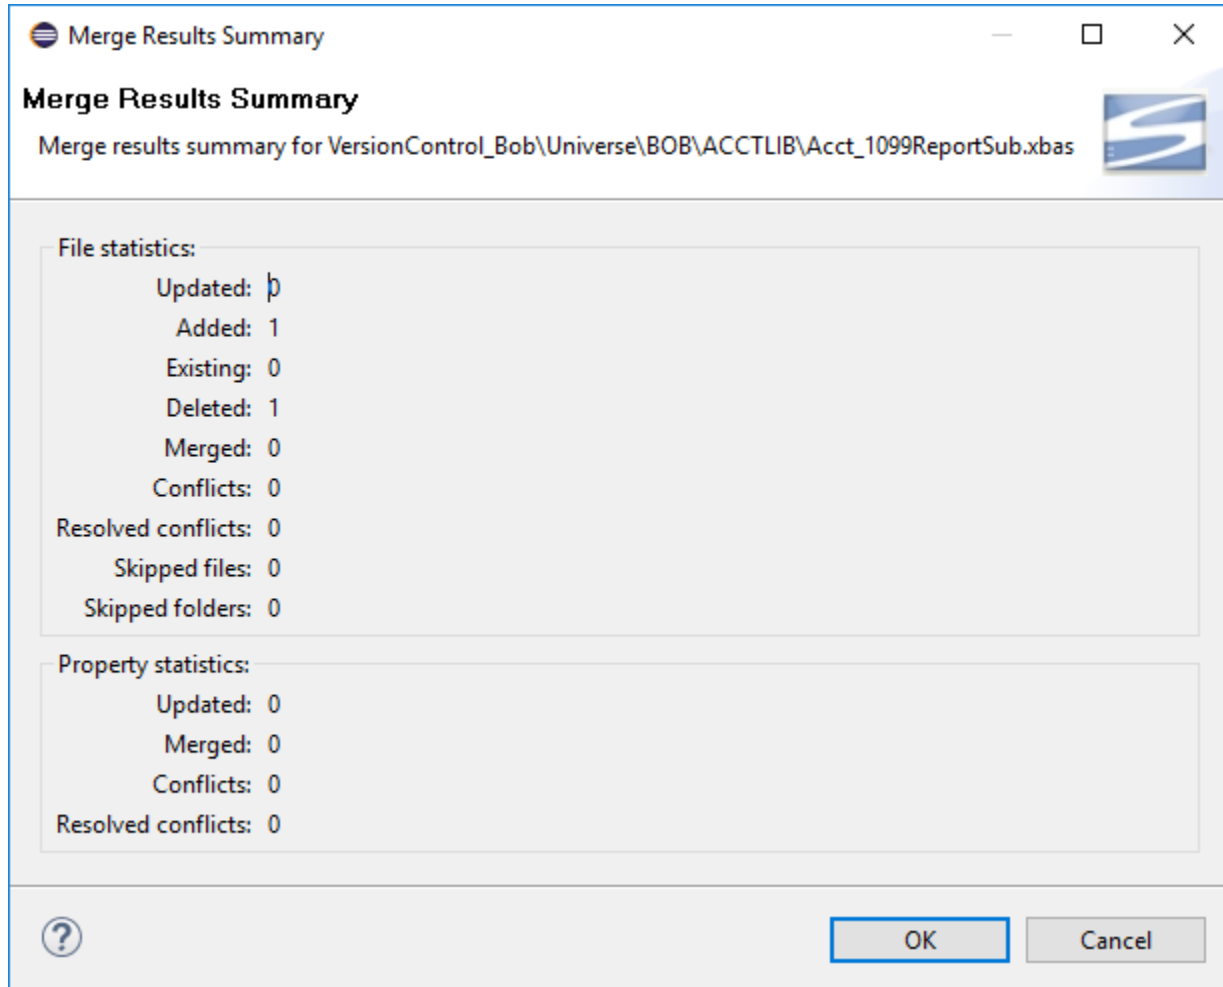 Merge Results Summary
Merge Results Summary
Merge results summary for VersionControl_Bob\Universe\BOB\ACCTLIB\Acct_1099ReportSub.xbas
File statistics:
Updated: 0
Added: 1
Existing: 0
Deleted: 1
Merged: 0
Conflicts: 0
Resolved conflicts: 0
Skipped files: 0
Skipped folders: 0
Property statistics:
Updated: 0
Merged: 0
Conflicts: 0
Resolved conflicts: 0
?
OK Cancel